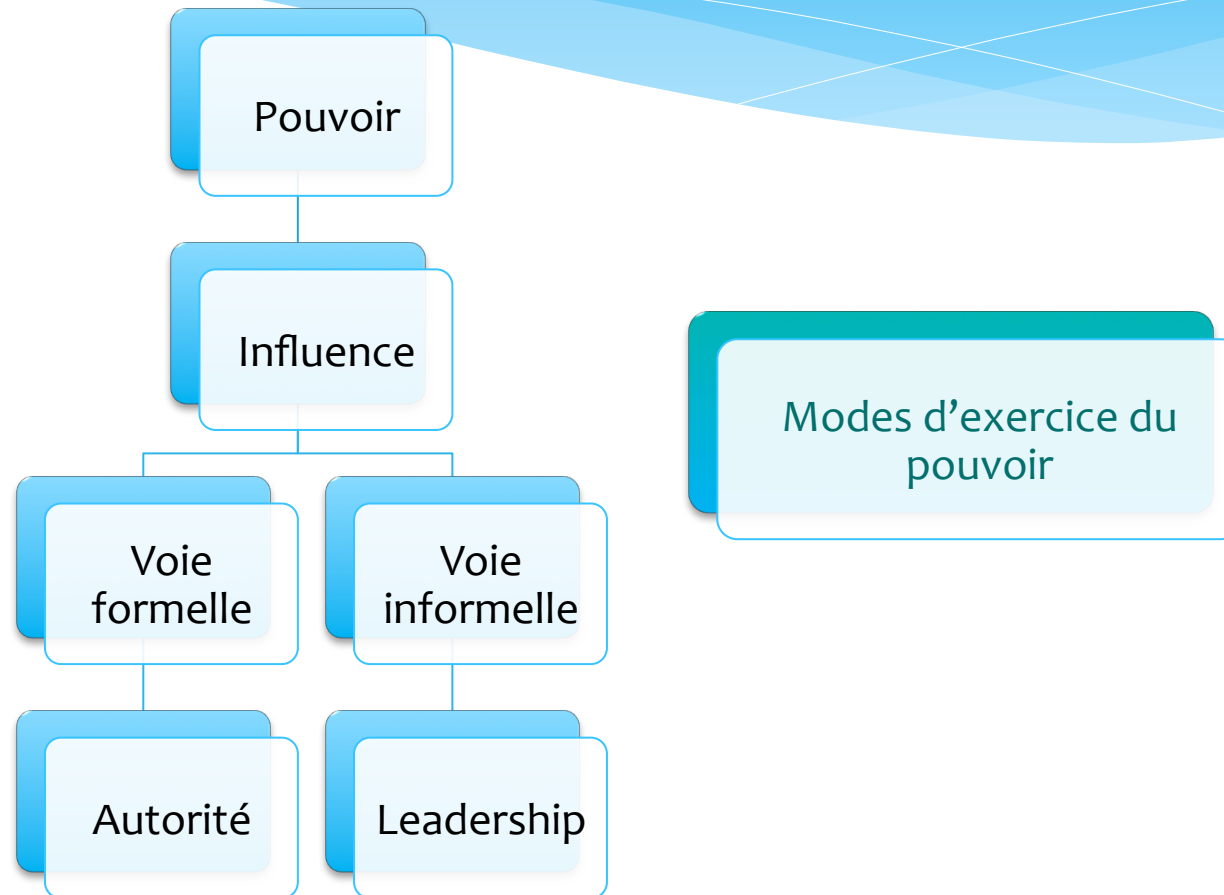 Pouvoir
Influence
Modes d’exercice du
pouvoir
Voie
formelle
Voie
informelle
Autorité
Leadership